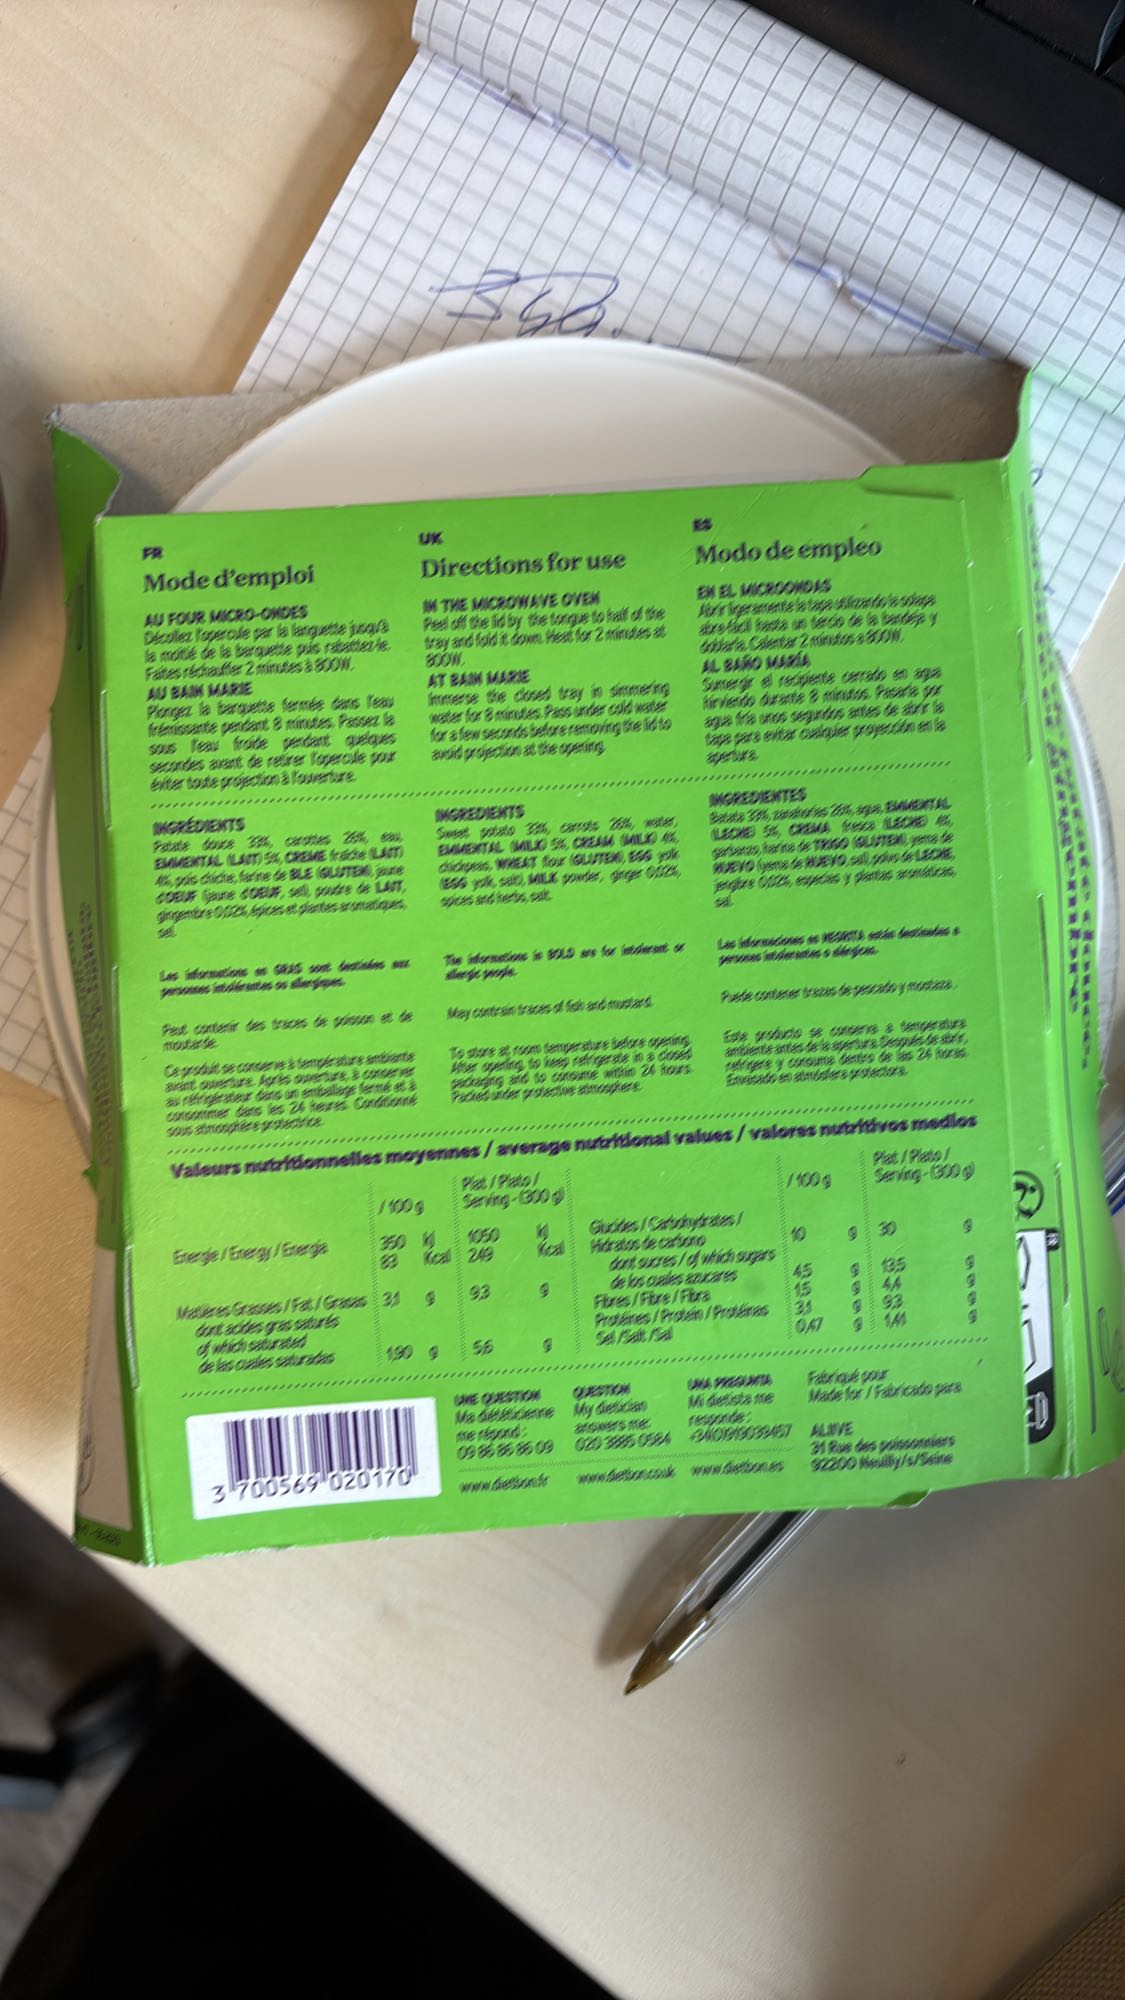 FR
Mode d'emploi
AU FOUR MICRO-ONDES
Décollez l'opercule par la languette jusqu'à
la moitié de la barquette puis rabattez-le.
Faites réchauffer 2 minutes à 800W.
AU BAIN MARIE
Plongez la barquette fermée dans l'eau
frémissante pendant 8 minutes. Passez la
sous l'eau froide pendant quelques
secondes avant de retirer l'opercule pour
éviter toute projection à l'ouverture.
INGRÉDIENTS
Patate douce 33%, carottes 26%, eau,
EMMENTAL (LAIT) 5%, CREME fraîche (LAIT)
4%, pois chiche, farine de BLE (GLUTEN), jaune
d'OEUF (jaune d'OEUF, sel), poudre de LAIT,
gingembre 0,02%, épices et plantes aromatiques,
sel.
Les informations en GRAS sont destinées aux
personnes intolérantes ou allergiques.
Peut contenir des traces de poisson et de
moutarde.
Ce produit se conserve à température ambiante
avant ouverture. Après ouverture, à conserver
au réfrigérateur dans un emballage fermé et à
consommer dans les 24 heures. Conditionné
sous atmosphère protectrice.
UK
Directions for use
IN THE MICROWAVE OVEN
Peel off the lid by the tongue to half of the
tray and fold it down. Heat for 2 minutes at
800W.
AT BAIN MARIE
Immerse the closed tray in simmering
water for 8 minutes. Pass under cold water
for a few seconds before removing the lid to
avoid projection at the opening.
INGREDIENTS
Sweet potato 33%, carrots 26%, water,
EMMENTAL (MILK) 5%, CREAM (MILK) 4%,
chickpeas, WHEAT flour (GLUTEN), EGG yolk
(EGG yolk, salt), MILK powder, ginger 0,02%,
spices and herbs, salt.
The informations in BOLD are for intolerant or
allergic people.
May contrain traces of fish and mustard.
To store at room temperature before opening.
After opening, to keep refrigerate in a closed
packaging and to consume within 24 hours.
Packed under protective atmosphere.
ES
Modo de empleo
EN EL MICROONDAS
Abrir ligeramente la tapa utilizando la solapa
abre-fácil hasta un tercio de la bandeja y
doblarla. Calentar 2 minutos a 800W.
AL BAÑO MARÍA
Sumergir el recipiente cerrado en agua
hirviendo durante 8 minutos. Pasarla por
agua fría unos segundos antes de abrir la
tapa para evitar cualquier projección en la
apertura.
INGREDIENTES
Batata 33%, zanahorias 26%, agua, EMMENTAL
(LECHE) 5%, CREMA fresca (LECHE) 4%,
garbanzo, harina de TRIGO (GLUTEN), yema de
HUEVO (yema de HUEVO, sal), polvo de LECHE,
jengibre 0,02%, especias y plantas aromáticas,
sal.
Las informaciones en NEGRITA están destinadas a
personas intolerantes o alérgicas.
Puede contener trazas de pescado y mostaza.
Este producto se conserva a temperatura
ambiente antes de la apertura. Después de abrir,
refrigere y consuma dentro de las 24 horas.
Envasado en atmósfera protectora.
Valeurs nutritionnelles moyennes / average nutritional values / valores nutritivos medios
/ 100 g
Plat / Plato /
Serving - (300 g)
Energie / Energy / Energía 350 kJ 1050 kJ
83 Kcal 249 Kcal
Matières Grasses / Fat / Grasas 3,1 g 9,3 g
dont acides gras saturés
of which saturated
de las cuales saturadas 1,90 g 5,6 g
/ 100 g
Plat / Plato /
Serving - (300 g)
Glucides / Carbohydrates /
Hidratos de carbono 10 g 30 g
dont sucres / of which sugars
de los cuales azucares 4,5 g 13,5 g
Fibres / Fibre / Fibra 1,5 g 4,4 g
Protéines / Protein / Protéinas 3,1 g 9,3 g
Sel / Salt / Sal 0,47 g 1,41 g
3 700569 020170
UNE QUESTION
Ma diététicienne
me répond :
09 86 86 86 09
www.dietbon.fr
QUESTION
My dietician
answers me:
020 3885 0584
www.dietbon.co.uk
UNA PREGUNTA
Mi dietista me
responde :
www.dietbon.es
Fabriqué pour
Made for / Fabricado para
ALIIVE
31 Rue des poissonniers
92200 Neuilly/s/Seine
FR